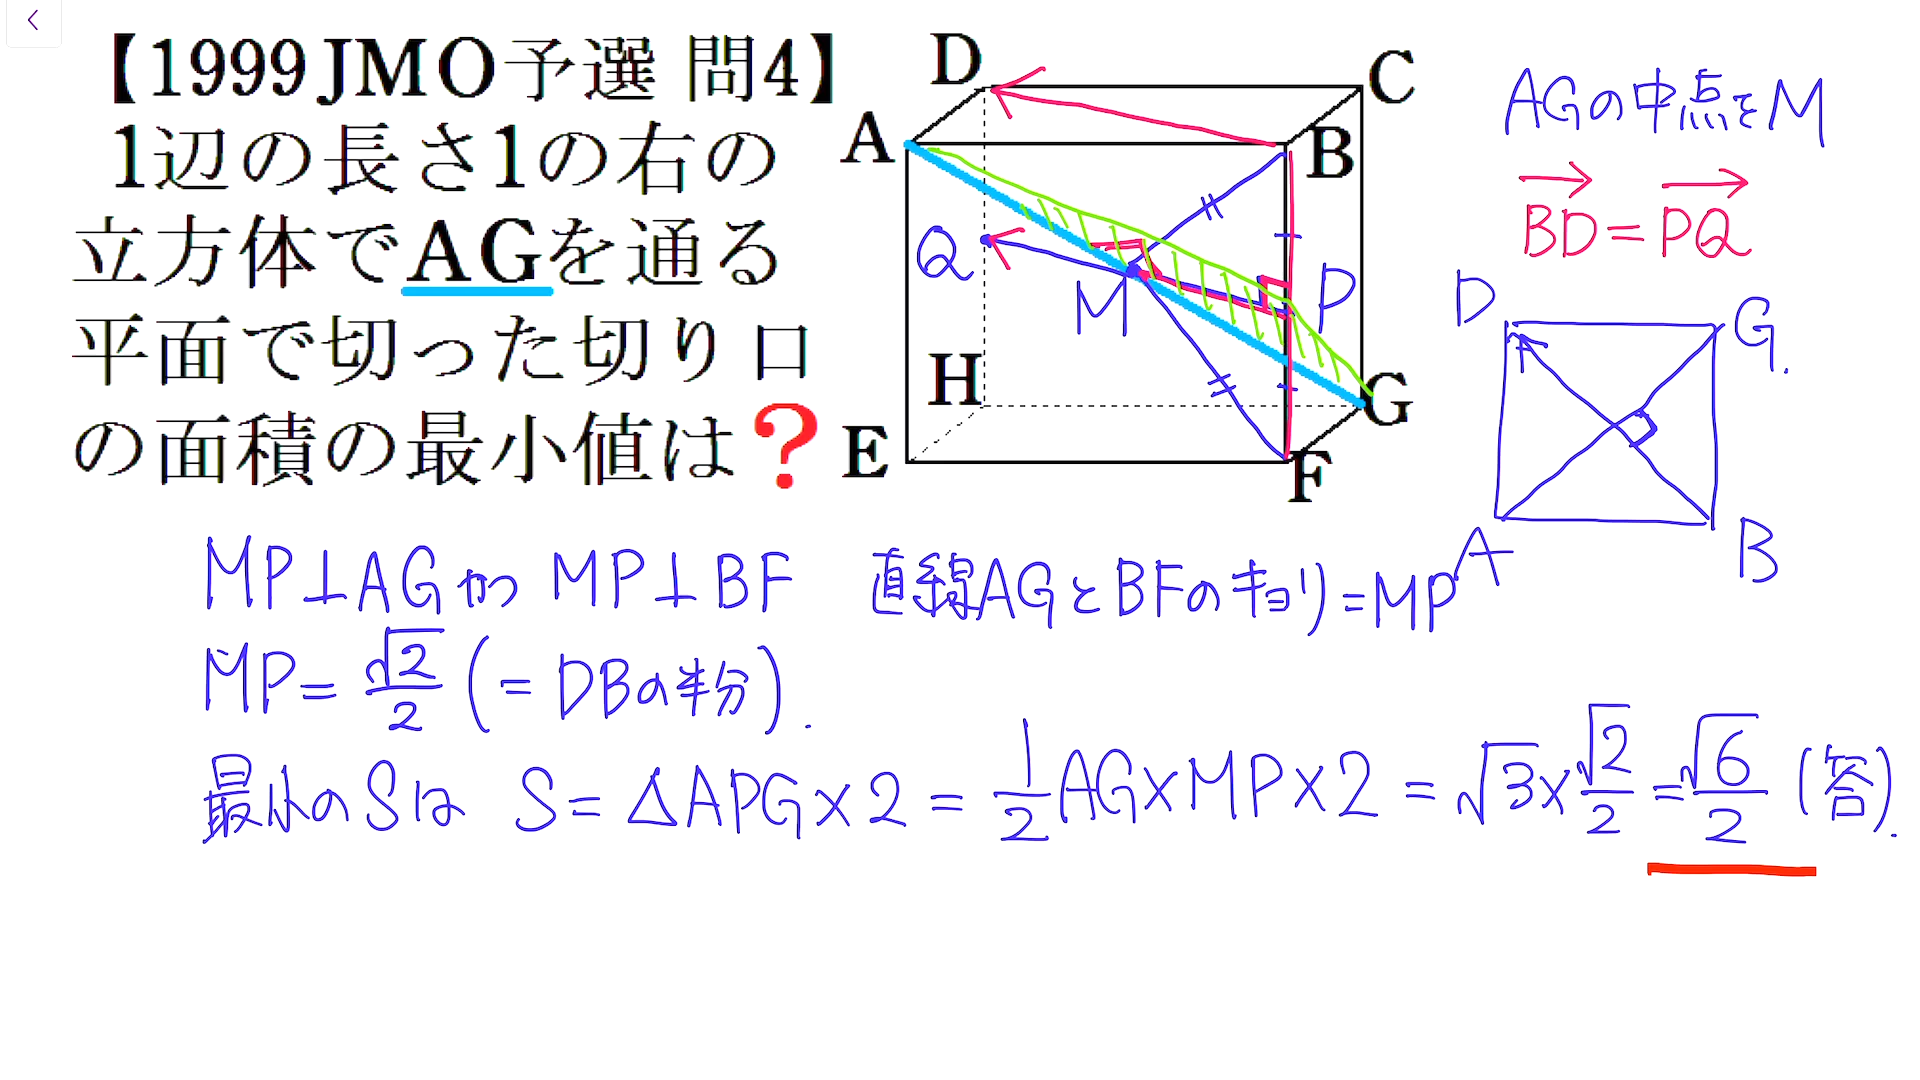 【1999JMO予選 問4】
1辺の長さ1の右の
立方体でAGを通る
平面で切った切り口
の面積の最小値は?
D
C
A
B
Q
M
P
H
G
E
F
AGの中点をM
BD=PQ
D
G.
A
B
MP⊥AG かつ MP⊥BF 直線AGとBFのキョリ=MP
MP=√2/2 (=DBの半分).
最小のSは S=△APG×2=1/2AG×MP×2=√3×√2/2=√6/2 (答).